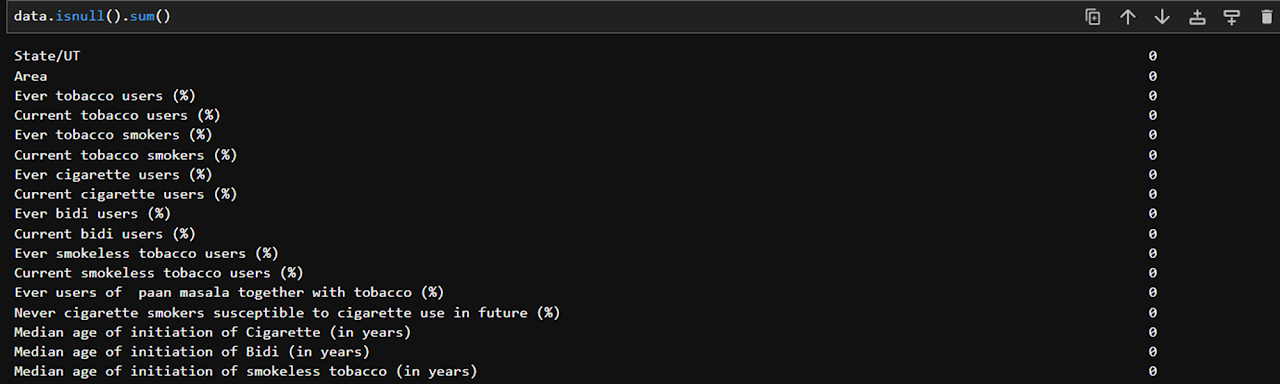 data.isnull().sum()
State/UT 0
Area 0
Ever tobacco users (%) 0
Current tobacco users (%) 0
Ever tobacco smokers (%) 0
Current tobacco smokers (%) 0
Ever cigarette users (%) 0
Current cigarette users (%) 0
Ever bidi users (%) 0
Current bidi users (%) 0
Ever smokeless tobacco users (%) 0
Current smokeless tobacco users (%) 0
Ever users of  paan masala together with tobacco (%) 0
Never cigarette smokers susceptible to cigarette use in future (%) 0
Median age of initiation of Cigarette (in years) 0
Median age of initiation of Bidi (in years) 0
Median age of initiation of smokeless tobacco (in years) 0